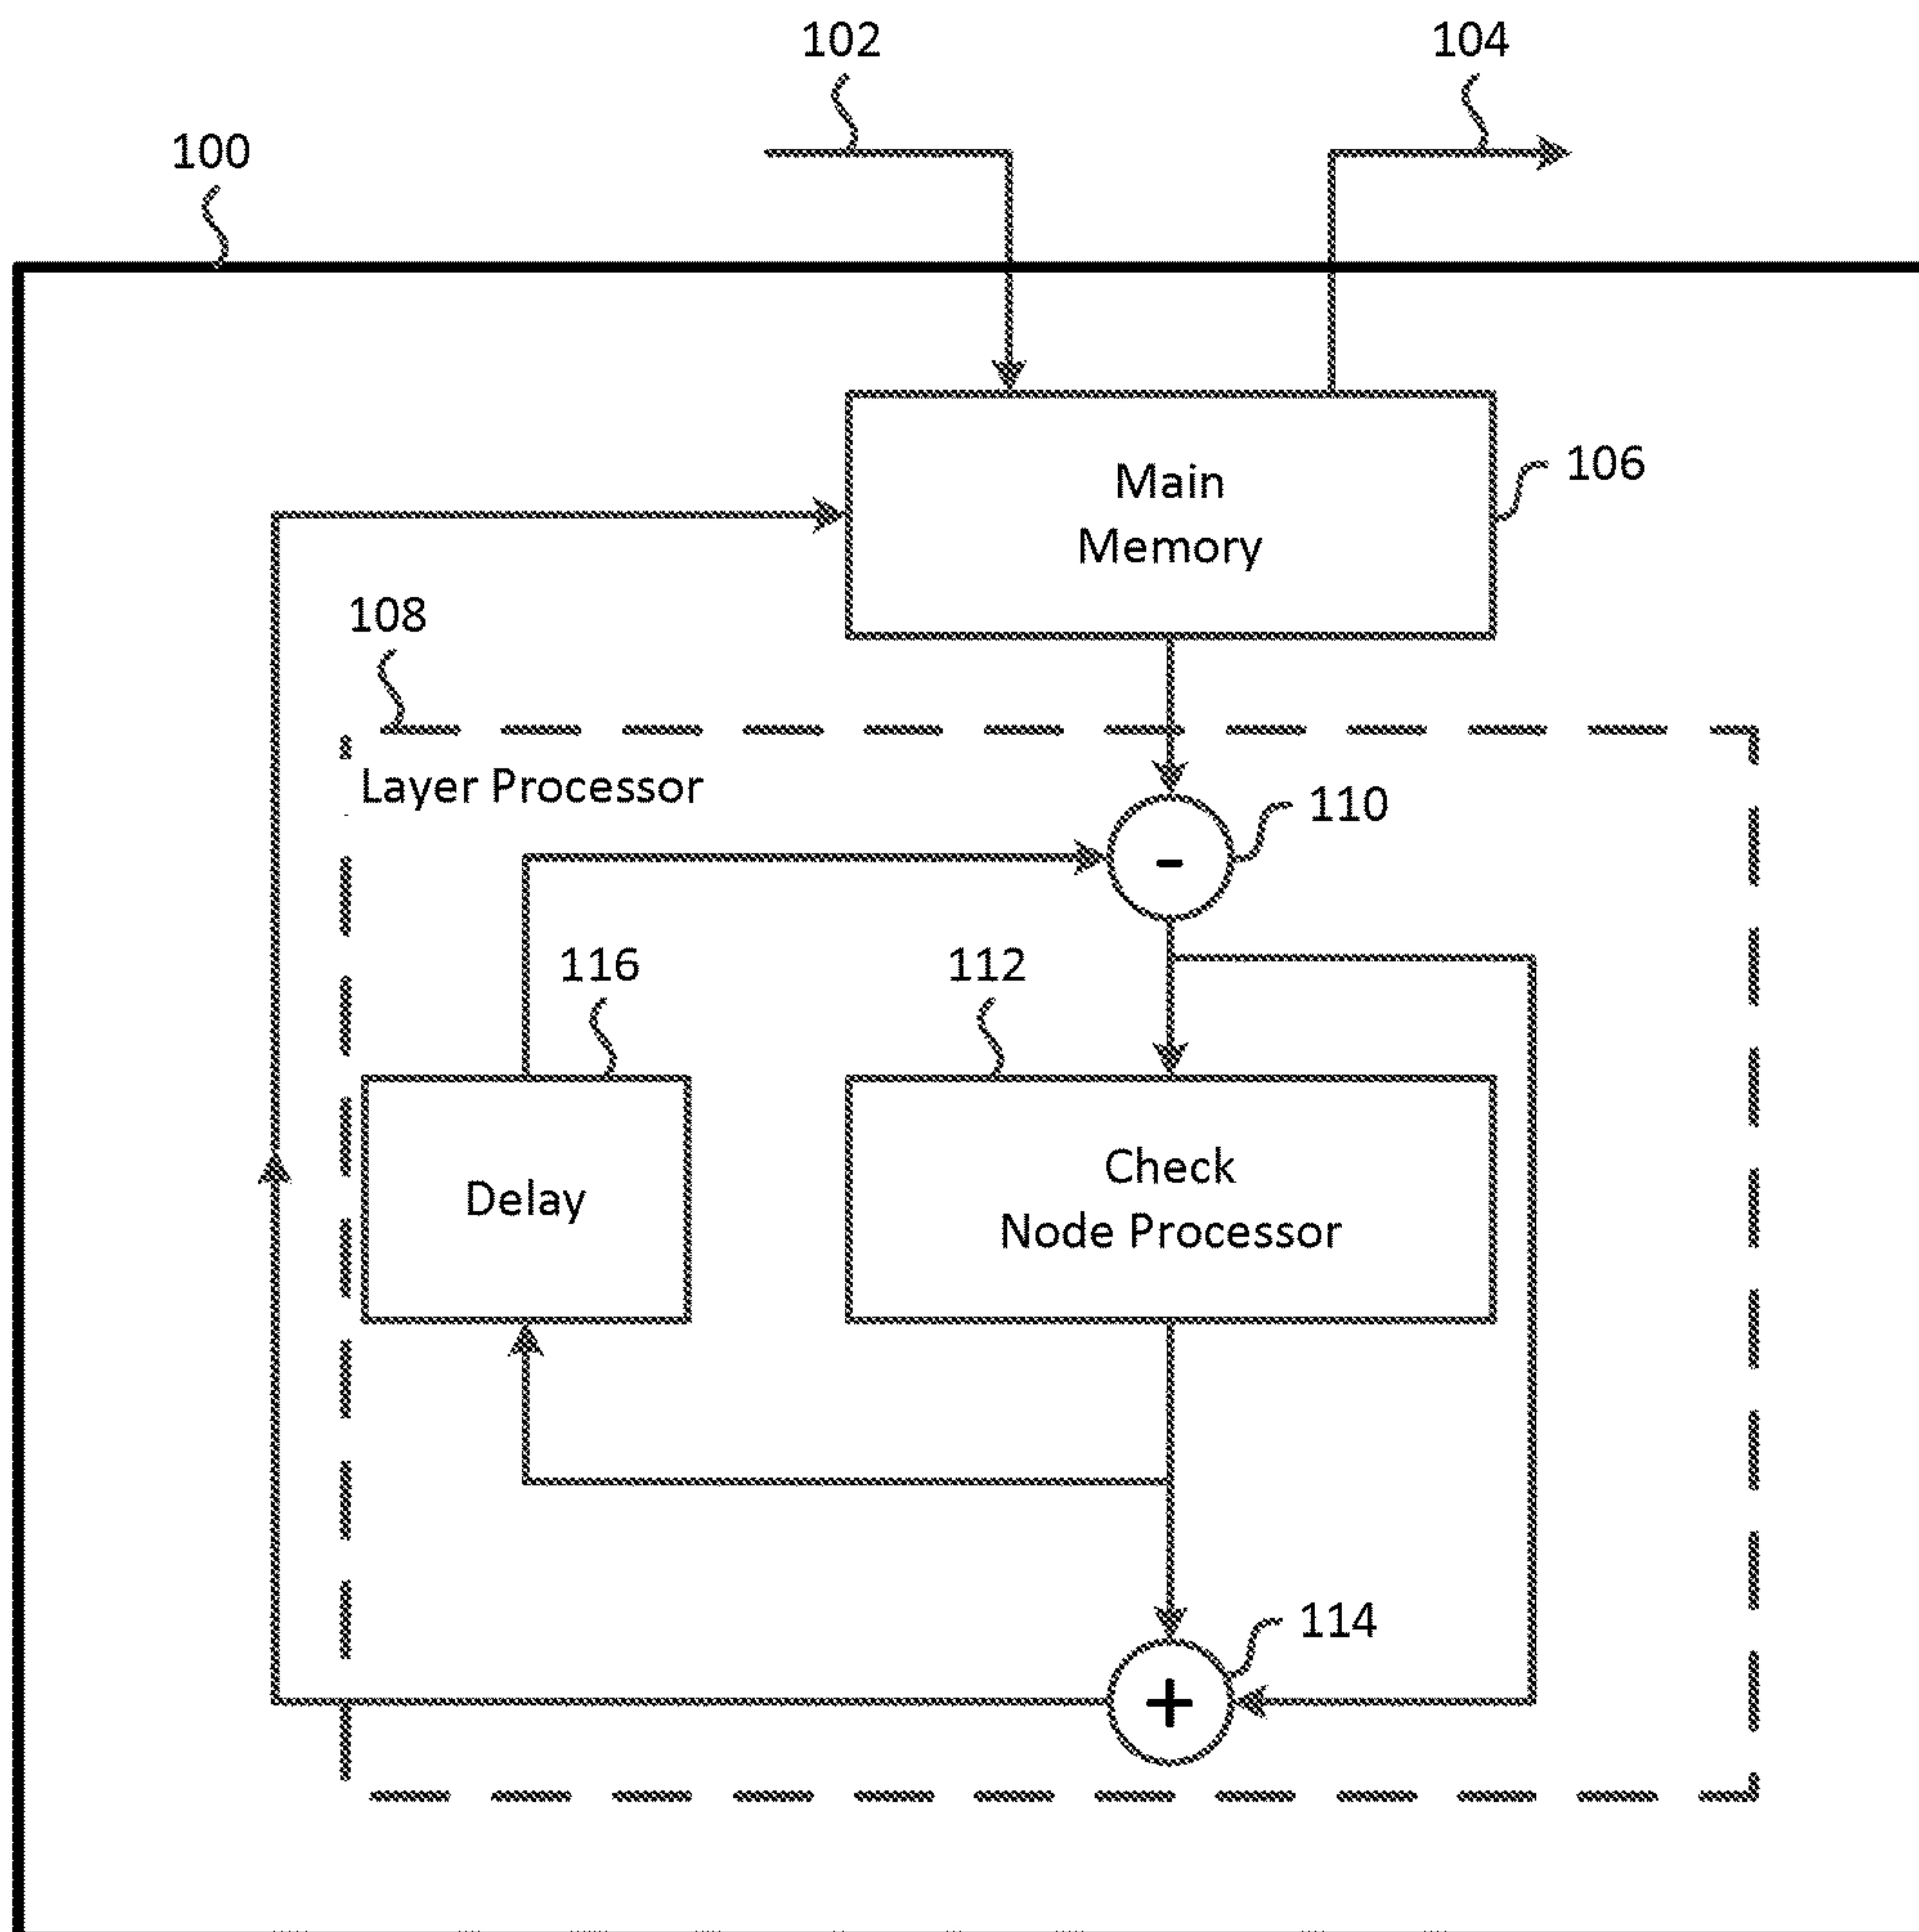 102
104
100
Main
Memory
106
108
Layer Processor
110
-
116
112
Delay
Check
Node Processor
114
+